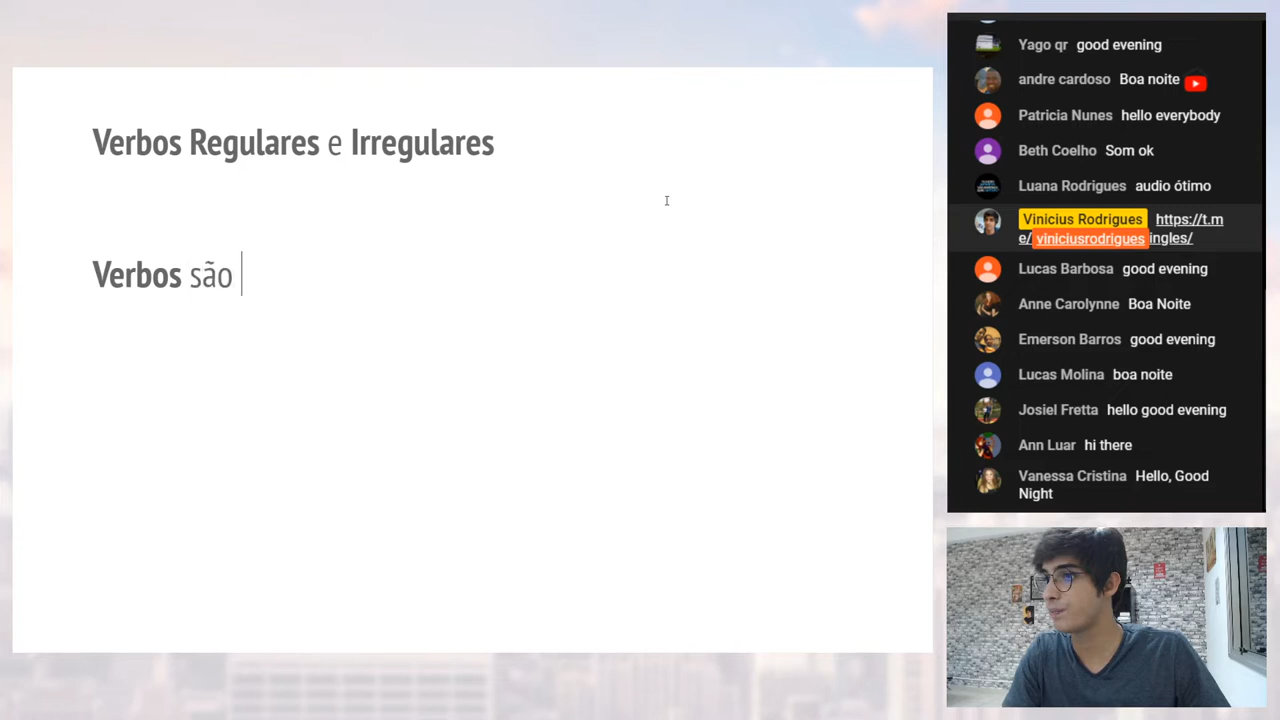 Verbos Regulares e Irregulares
Verbos são
Yago qr good evening
andre cardoso Boa noite
Patricia Nunes hello everybody
Beth Coelho Som ok
Luana Rodrigues audio ótimo
Vinicius Rodrigues https://t.m
e/viniciusrodriguesingles/
Lucas Barbosa good evening
Anne Carolynne Boa Noite
Emerson Barros good evening
Lucas Molina boa noite
Josiel Fretta hello good evening
Ann Luar hi there
Vanessa Cristina Hello, Good
Night